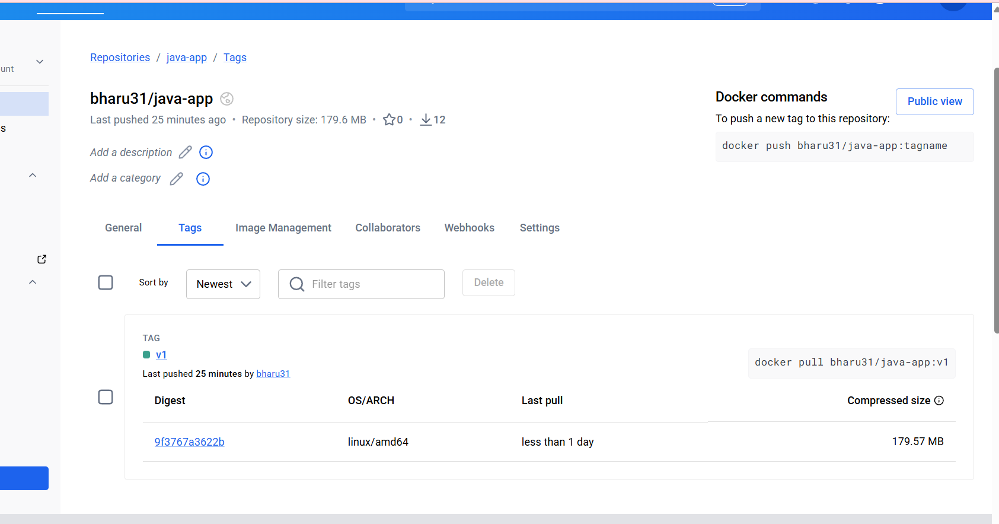 Repositories / java-app / Tags
unt
bharu31/java-app
Last pushed 25 minutes ago • Repository size: 179.6 MB • 0 • 12
Docker commands
Public view
To push a new tag to this repository:
docker push bharu31/java-app:tagname
s
Add a description
Add a category
General Tags Image Management Collaborators Webhooks Settings
Sort by Newest Filter tags Delete
TAG
v1
docker pull bharu31/java-app:v1
Last pushed 25 minutes by bharu31
Digest OS/ARCH Last pull Compressed size
9f3767a3622b linux/amd64 less than 1 day 179.57 MB